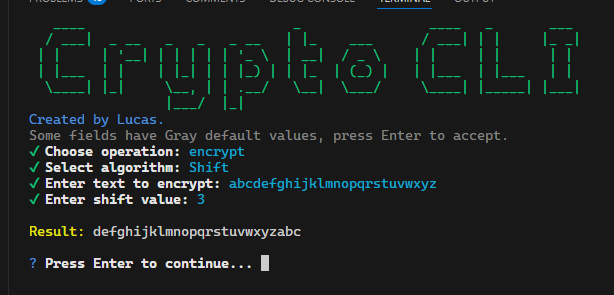 PROBLEMS
PORTS
COMMENTS
DEBUG CONSOLE
TERMINAL
OUTPUT
Crypto CLI
Created by Lucas.
Some fields have Gray default values, press Enter to accept.
✓ Choose operation: encrypt
✓ Select algorithm: Shift
✓ Enter text to encrypt: abcdefghijklmnopqrstuvwxyz
✓ Enter shift value: 3
Result: defghijklmnopqrstuvwxyzabc
? Press Enter to continue...